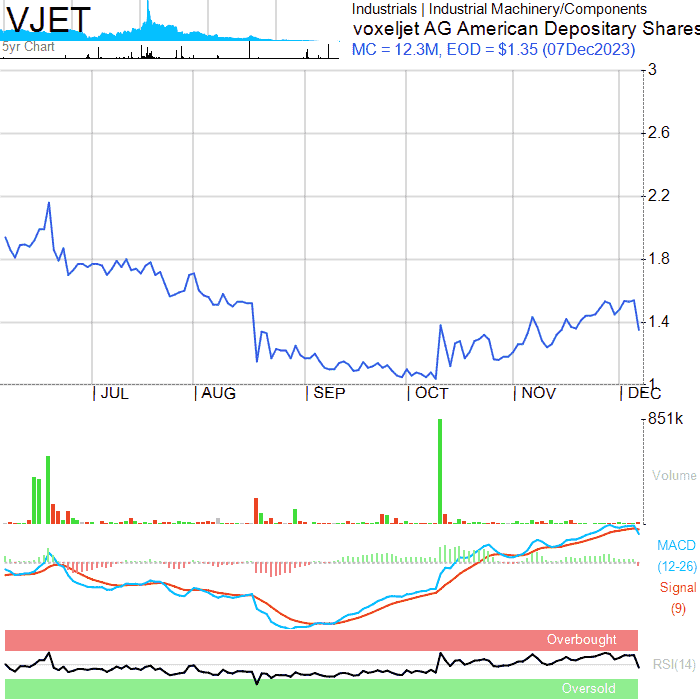 VJET
5yr Chart
Industrials | Industrial Machinery/Components
voxeljet AG American Depositary Shares
MC = 12.3M, EOD = $1.35 (07Dec2023)
3
2.6
2.2
1.8
1.4
1
JUL
AUG
SEP
OCT
NOV
DEC
851k
Volume
MACD
(12-26)
Signal
(9)
Overbought
RSI(14)
Oversold